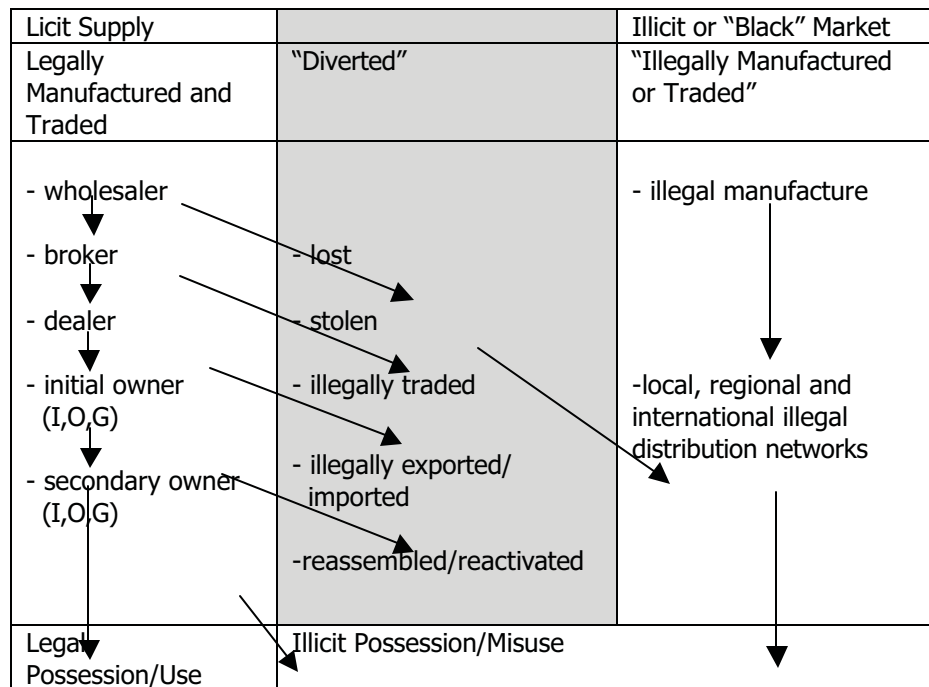 Licit Supply
Illicit or “Black” Market
Legally
Manufactured and
Traded
“Diverted”
“Illegally Manufactured
or Traded”
- wholesaler
- broker
- dealer
- initial owner
(I,O,G)
- secondary owner
(I,O,G)
- lost
- stolen
- illegally traded
- illegally exported/
imported
-reassembled/reactivated
- illegal manufacture
-local, regional and
international illegal
distribution networks
Legal
Possession/Use
Illicit Possession/Misuse